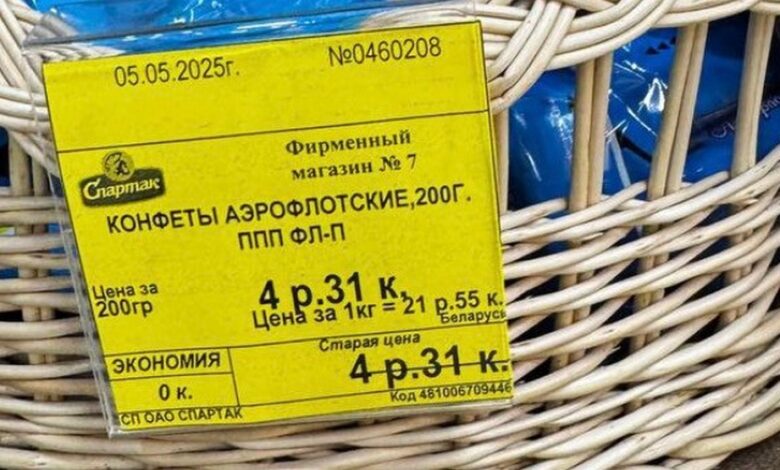 05.05.2025г. №0460208
Фирменный
магазин № 7
Спартак
КОНФЕТЫ АЭРОФЛОТСКИЕ,200Г.
ППП ФЛ-П
Цена за
200гр
4 р.31 к,
Цена за 1кг = 21 р.55 к.
Беларусь
Старая цена
ЭКОНОМИЯ
4 р.31 к.
0 к.
Код 481006709446
СП ОАО СПАРТАК